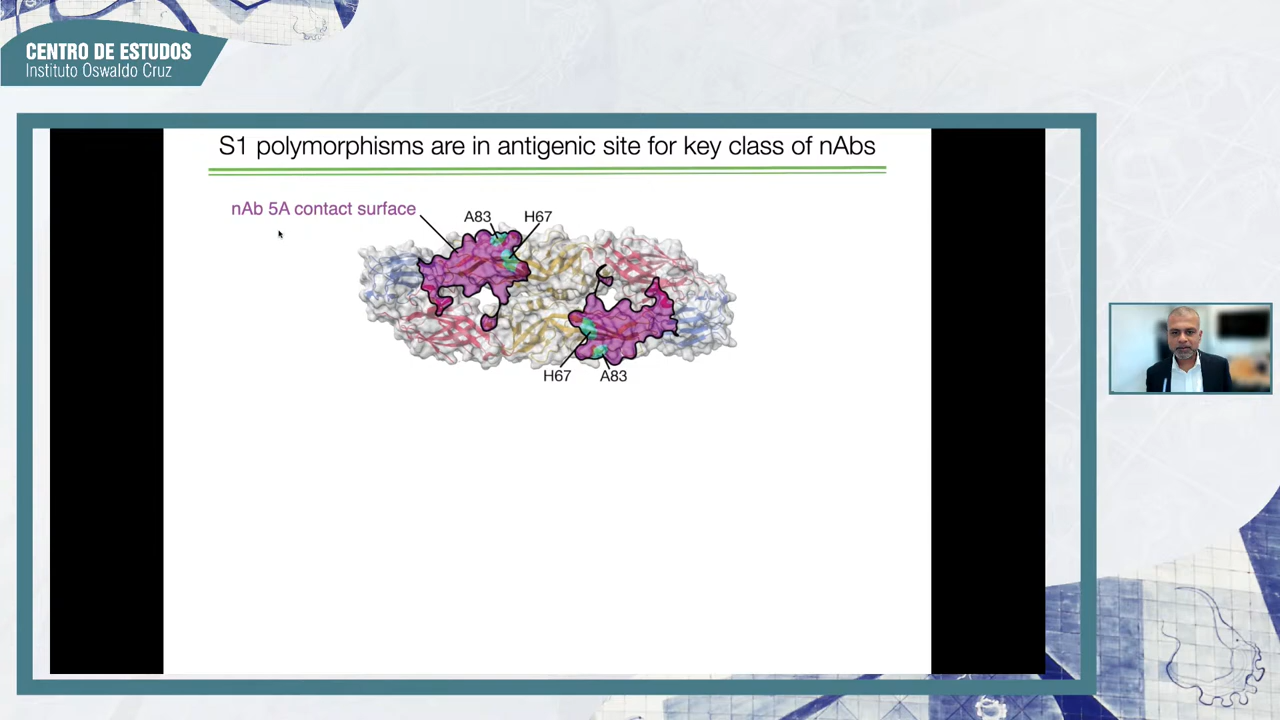 CENTRO DE ESTUDOS
Instituto Oswaldo Cruz
S1 polymorphisms are in antigenic site for key class of nAbs
nAb 5A contact surface
A83
H67
H67
A83